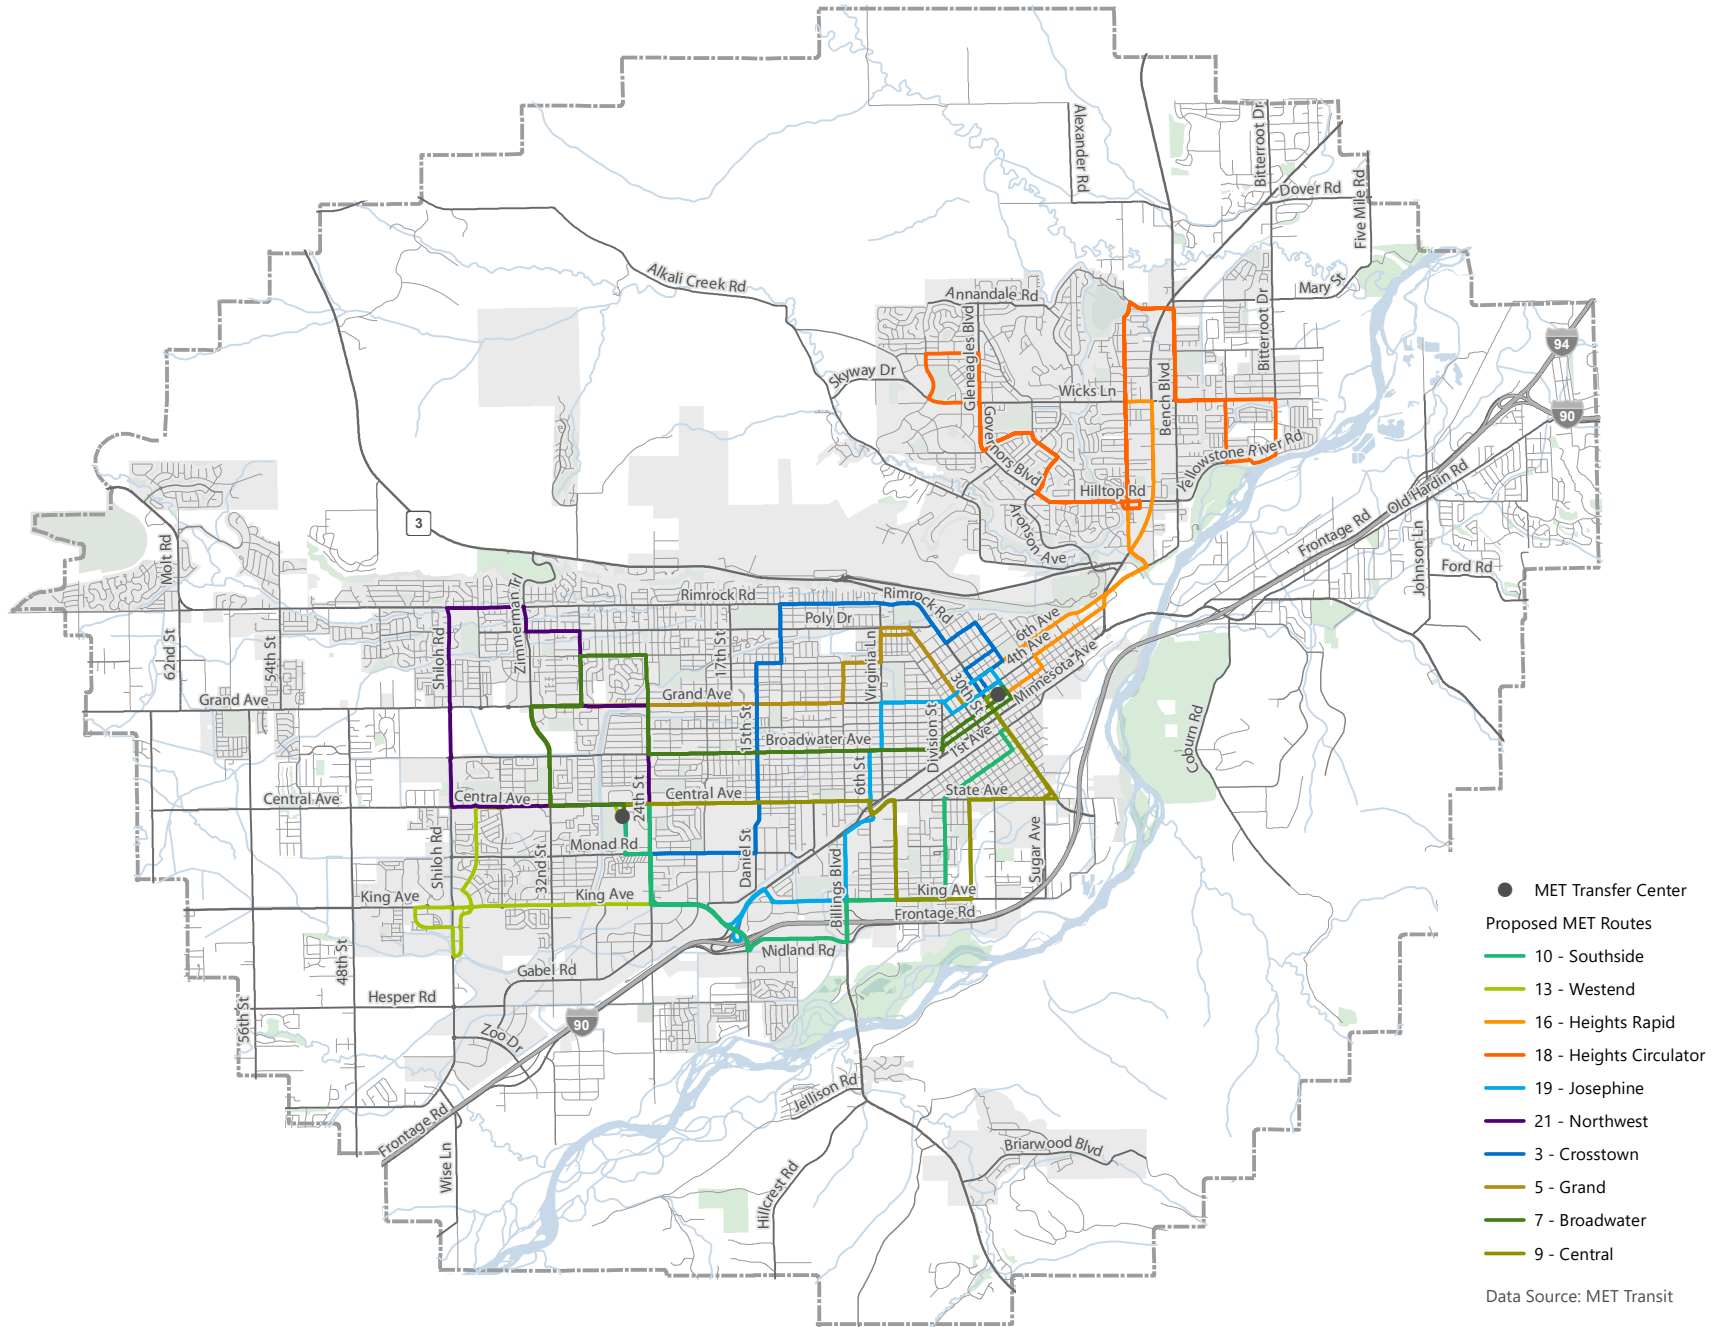 Alexander Rd
Bitterroot Dr
Dover Rd
Five Mile Rd
Alkali Creek Rd
Annandale Rd
Mary St
Bitterroot Dr
Gleneagles Blvd
Skyway Dr
Wicks Ln
Bench Blvd
94
90
Governors Blvd
Yellowstone River Rd
Hilltop Rd
Old Hardin Rd
Frontage Rd
Aronson Ave
Johnson Ln
Ford Rd
3
Molt Rd
Zimmerman Trl
Rimrock Rd
Rimrock Rd
Poly Dr
6th Ave
4th Ave
62nd St
54th St
Shiloh Rd
17th St
Virginia Ln
Minnesota Ave
30th St
Grand Ave
Grand Ave
15th St
Broadwater Ave
Division St
1st Ave
Coburn Rd
6th St
Central Ave
Central Ave
24th St
Central Ave
State Ave
Monad Rd
Shiloh Rd
32nd St
Daniel St
Billings Blvd
Sugar Ave
King Ave
King Ave
King Ave
Frontage Rd
Midland Rd
48th St
Gabel Rd
Hesper Rd
56th St
Zoo Dr
90
Jellison Rd
Frontage Rd
Wise Ln
Hillcrest Rd
Briarwood Blvd
MET Transfer Center
Proposed MET Routes
10 - Southside
13 - Westend
16 - Heights Rapid
18 - Heights Circulator
19 - Josephine
21 - Northwest
3 - Crosstown
5 - Grand
7 - Broadwater
9 - Central
Data Source: MET Transit